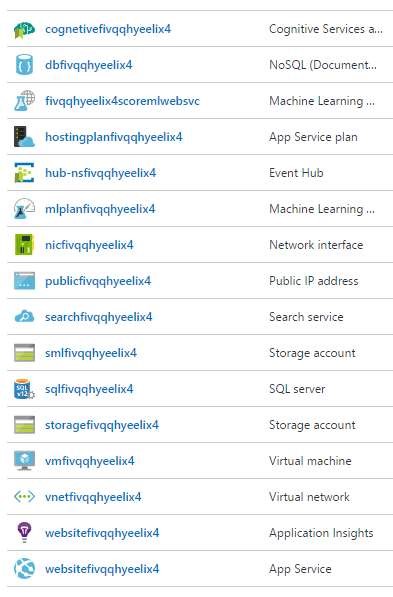 cognetivefivqqhyeelix4 Cognitive Services a...
dbfivqqhyeelix4 NoSQL (Document...
fivqqhyeelix4scoremlwebsvc Machine Learning ...
hostingplanfivqqhyeelix4 App Service plan
hub-nsfivqqhyeelix4 Event Hub
mlplanfivqqhyeelix4 Machine Learning ...
nicfivqqhyeelix4 Network interface
publicfivqqhyeelix4 Public IP address
searchfivqqhyeelix4 Search service
smlfivqqhyeelix4 Storage account
SQL v12 sqlfivqqhyeelix4 SQL server
storagefivqqhyeelix4 Storage account
vmfivqqhyeelix4 Virtual machine
vnetfivqqhyeelix4 Virtual network
websitefivqqhyeelix4 Application Insights
websitefivqqhyeelix4 App Service